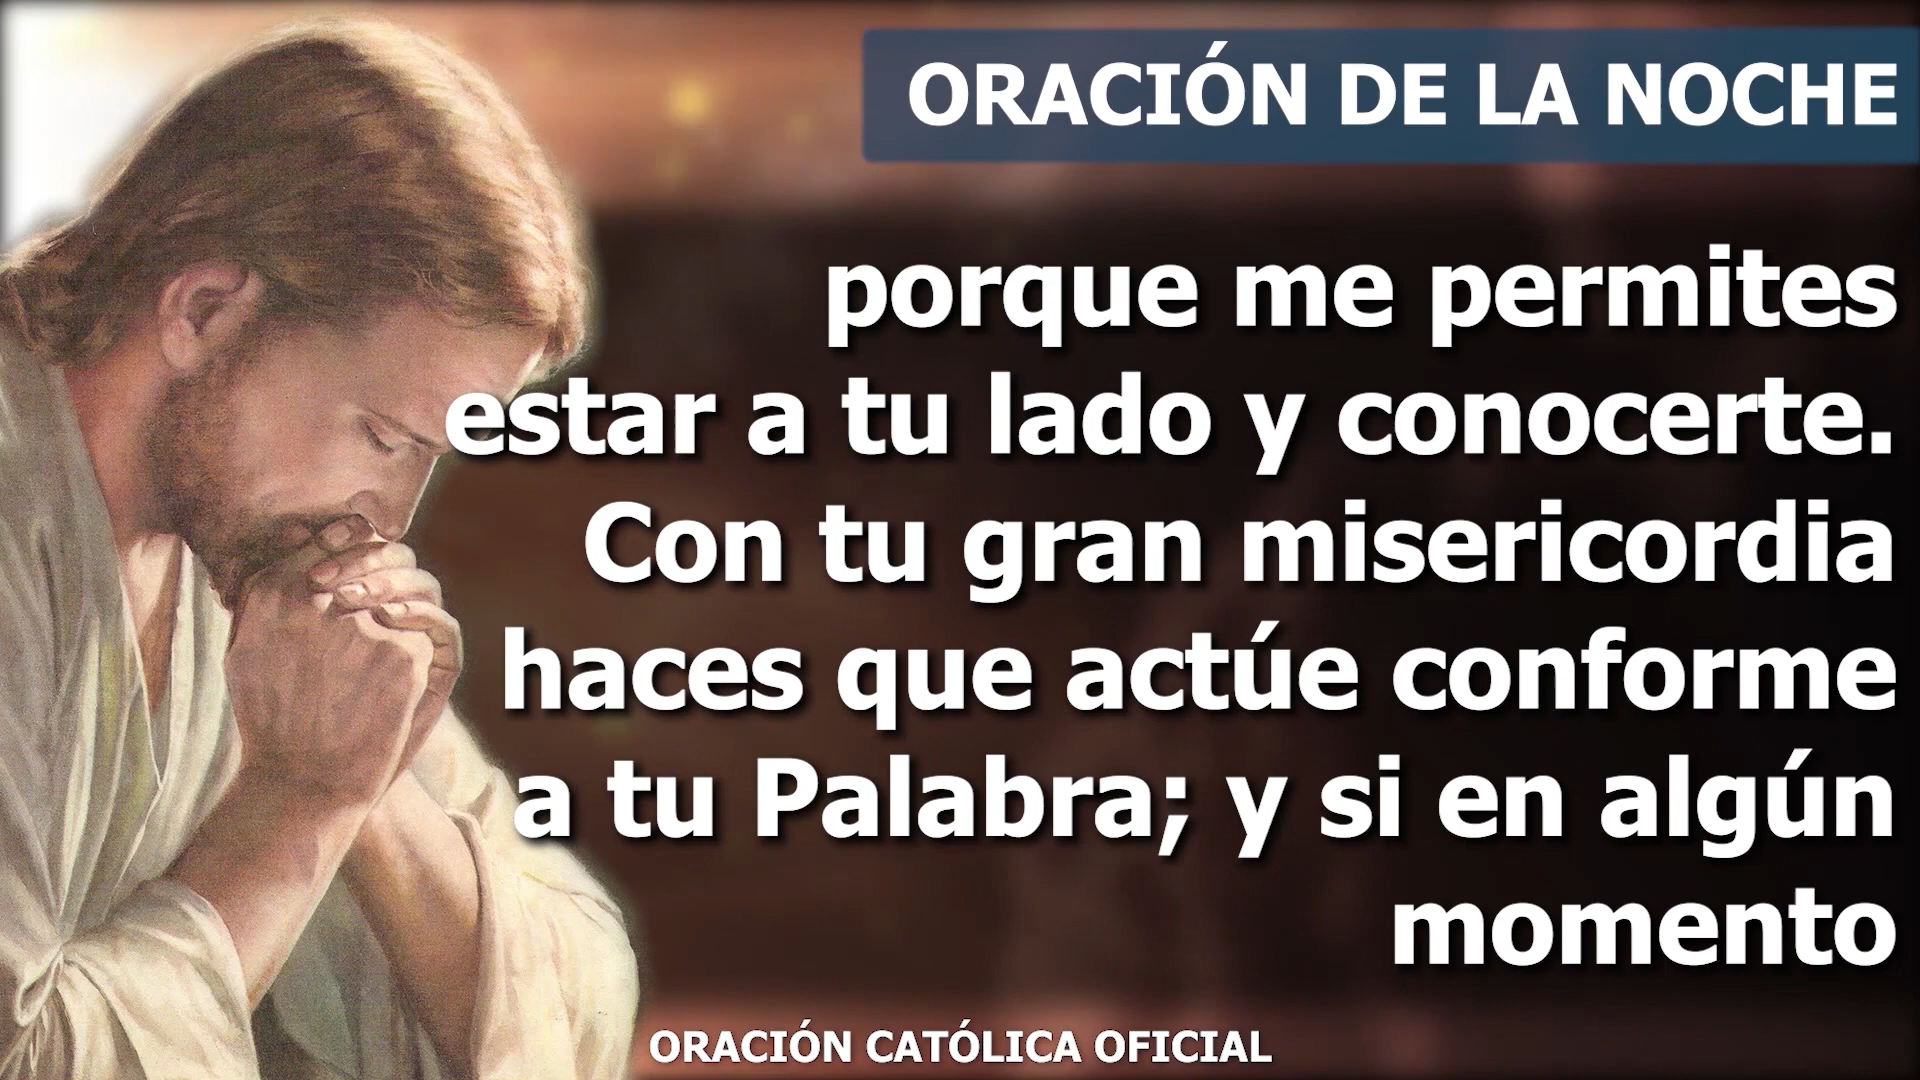 ORACIÓN DE LA NOCHE
porque me permites
estar a tu lado y conocerte.
Con tu gran misericordia
haces que actúe conforme
a tu Palabra; y si en algún
momento
ORACIÓN CATÓLICA OFICIAL